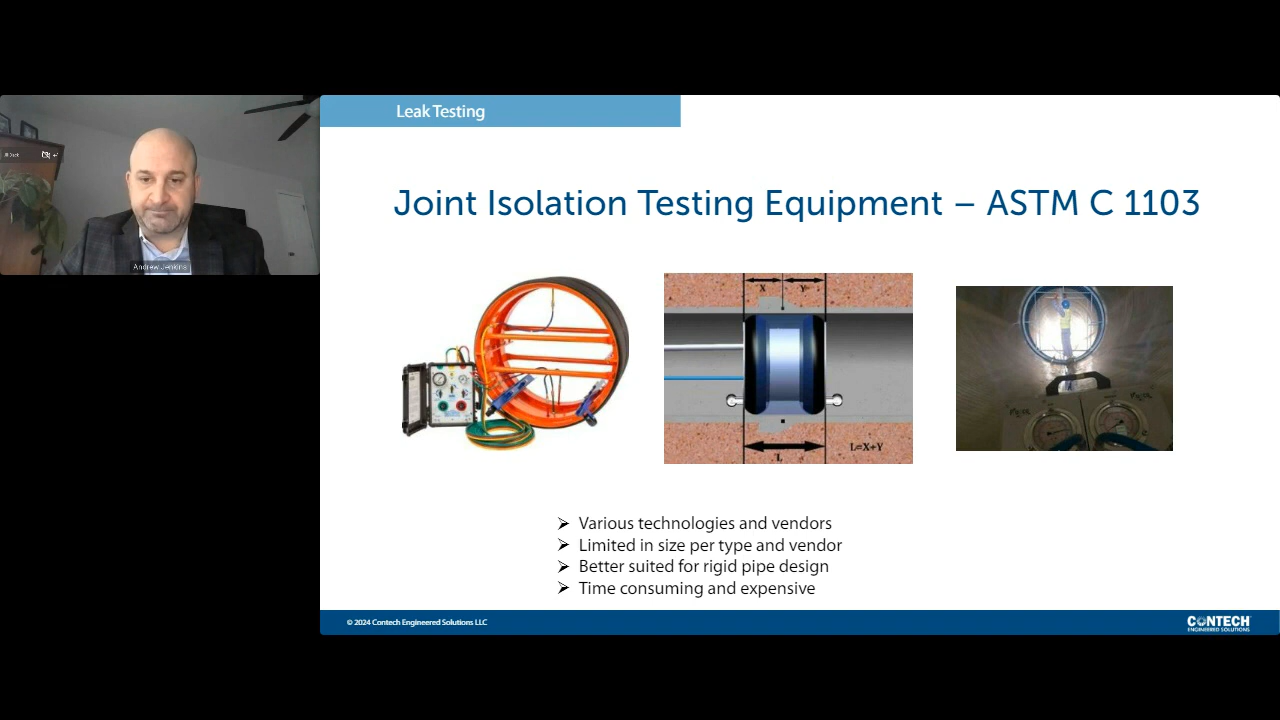 Leak Testing
Joint Isolation Testing Equipment – ASTM C 1103
Andrew Jenkins
X Y
L=X+Y
L
➢ Various technologies and vendors
➢ Limited in size per type and vendor
➢ Better suited for rigid pipe design
➢ Time consuming and expensive
© 2024 Contech Engineered Solutions LLC
CONTECH
ENGINEERED SOLUTIONS